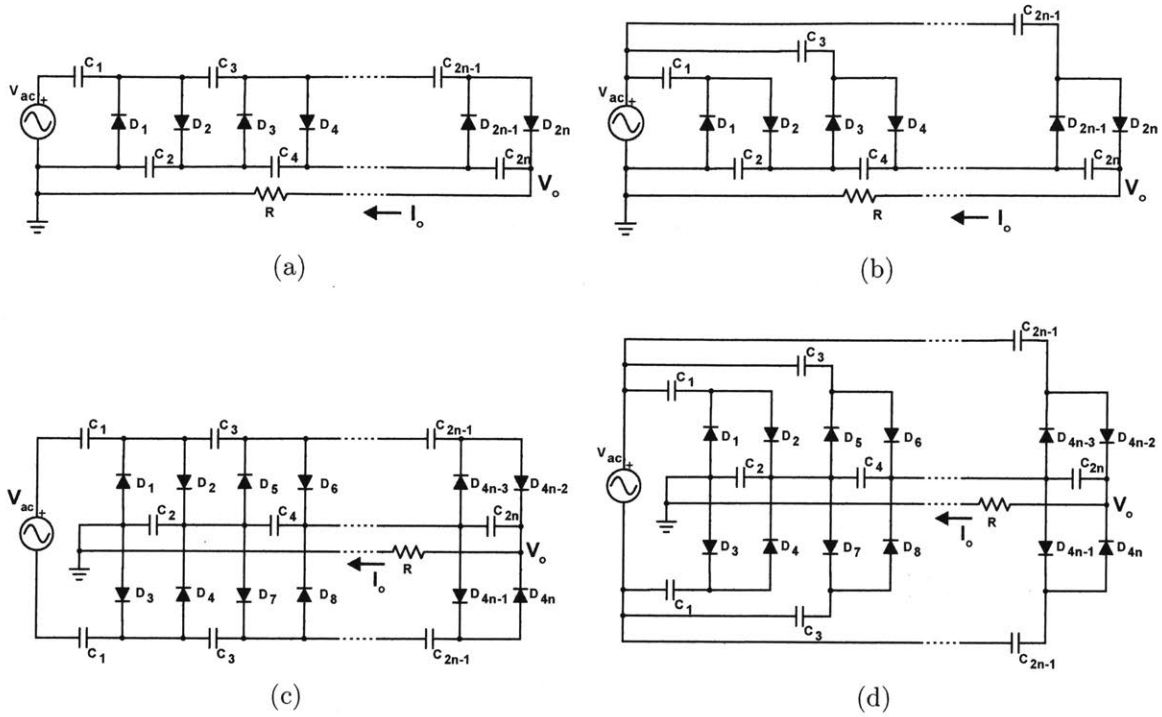 C1 C3 C2n-1
Vac + D1 D2 D3 D4 D2n-1 D2n
C2 C4 C2n
R Vo
Io
(a)
C2n-1
C3
C1
Vac + D1 D2 D3 D4 D2n-1 D2n
C2 C4 C2n
R Vo
Io
(b)
C1 C3 C2n-1
Vac + D1 D2 D5 D6 D4n-3 D4n-2
C2 C4 C2n
R Vo
Io
D3 D4 D7 D8 D4n-1 D4n
C1 C3 C2n-1
(c)
C2n-1
C3
C1
D1 D2 D5 D6 D4n-3 D4n-2
Vac + C2 C4 C2n
R Vo
Io
D3 D4 D7 D8 D4n-1 D4n
C1
C3
C2n-1
(d)